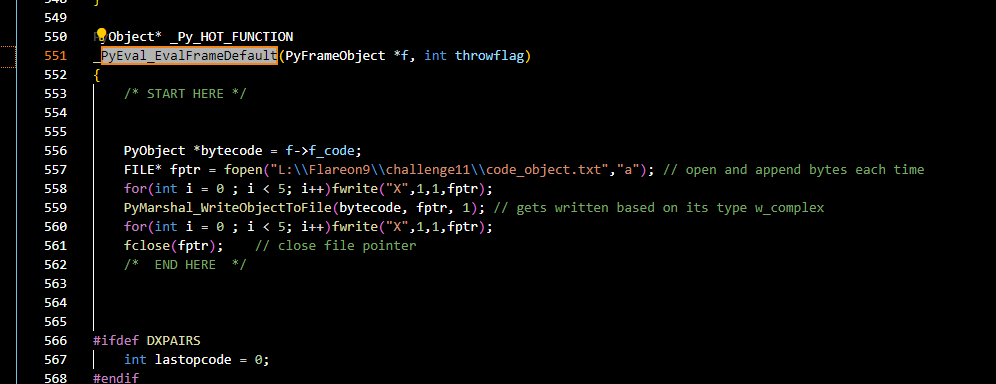 548 }
549
550 PyObject* _Py_HOT_FUNCTION
551 _PyEval_EvalFrameDefault(PyFrameObject *f, int throwflag)
552 {
553 /* START HERE */
554
555
556 PyObject *bytecode = f->f_code;
557 FILE* fptr = fopen("L:\\Flareon9\\challenge11\\code_object.txt","a"); // open and append bytes each time
558 for(int i = 0 ; i < 5; i++)fwrite("X",1,1,fptr);
559 PyMarshal_WriteObjectToFile(bytecode, fptr, 1); // gets written based on its type w_complex
560 for(int i = 0 ; i < 5; i++)fwrite("X",1,1,fptr);
561 fclose(fptr); // close file pointer
562 /* END HERE */
563
564
565
566 #ifdef DXPAIRS
567 int lastopcode = 0;
568 #endif